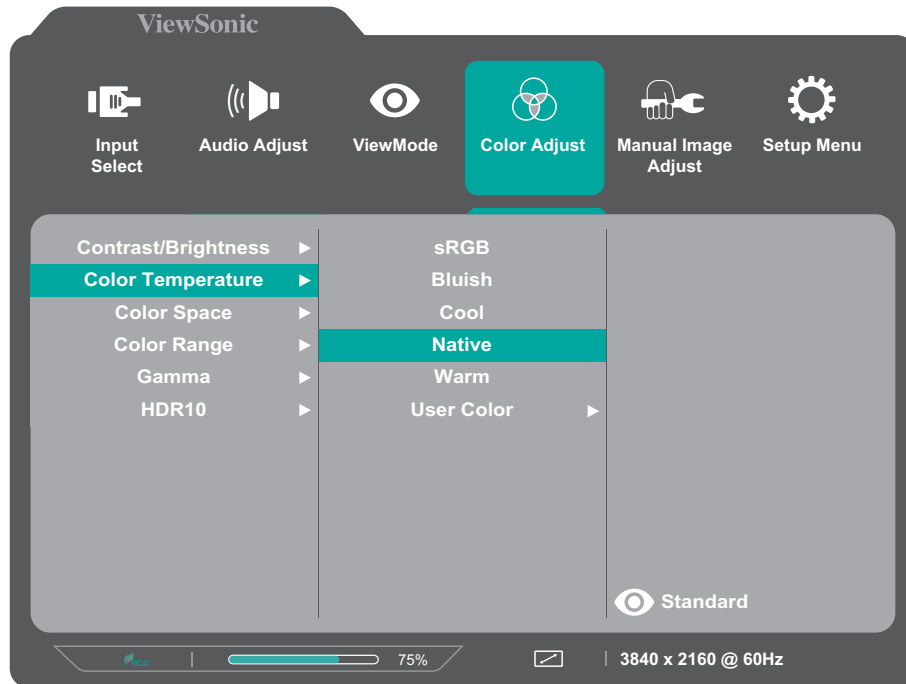 ViewSonic
Input
Select
Audio Adjust
ViewMode
Color Adjust
Manual Image
Adjust
Setup Menu
Contrast/Brightness
Color Temperature
Color Space
Color Range
Gamma
HDR10
sRGB
Bluish
Cool
Native
Warm
User Color
Standard
eco
75%
3840 x 2160 @ 60Hz